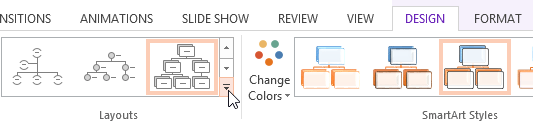 NSITIONS ANIMATIONS SLIDE SHOW REVIEW VIEW DESIGN FORMAT
Change
Colors
Layouts
SmartArt Styles